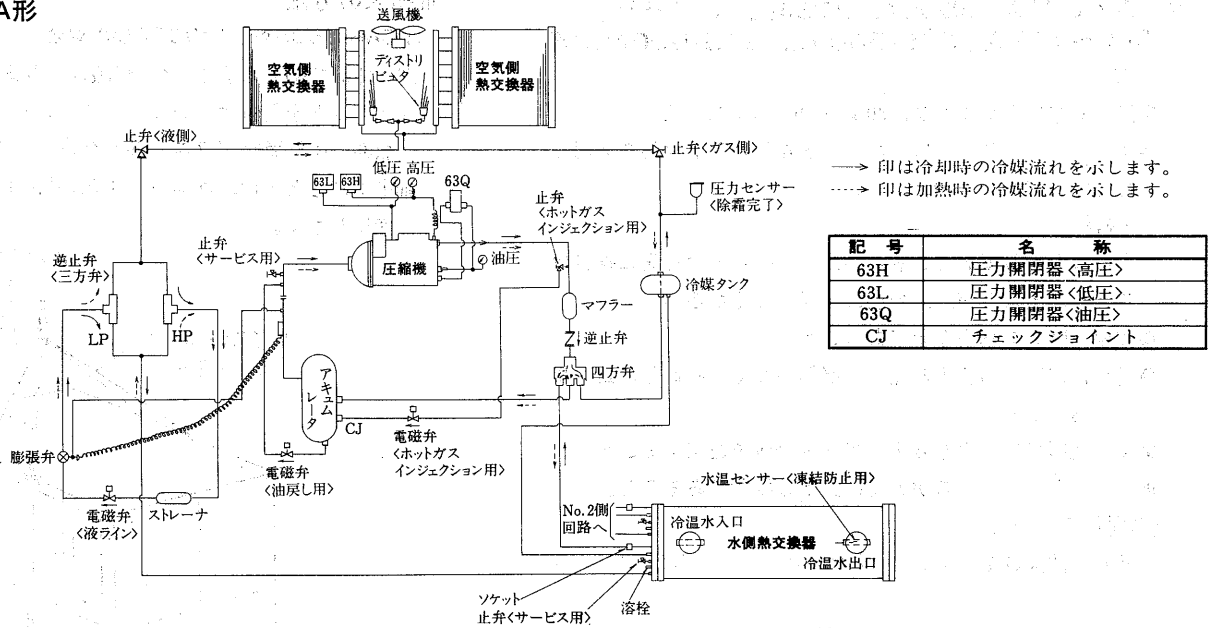 A形
送風機
ディストリ
ビュタ
空気側
熱交換器
空気側
熱交換器
止弁〈液側〉
止弁〈ガス側〉
→ 印は冷却時の冷媒流れを示します。
⇢ 印は加熱時の冷媒流れを示します。
低圧 高圧
63L 63H
63Q
圧力センサー
〈除霜完了〉
止弁
〈ホットガス
インジェクション用〉
止弁
〈サービス用〉
圧縮機
油圧
逆止弁
〈三方弁〉
LP
HP
冷媒タンク
マフラー
逆止弁
四方弁
アキュム
レータ
CJ
記号 名称
63H 圧力開閉器〈高圧〉
63L 圧力開閉器〈低圧〉
63Q 圧力開閉器〈油圧〉
CJ チェックジョイント
膨張弁
電磁弁
〈液ライン〉
ストレーナ
電磁弁
〈油戻し用〉
電磁弁
〈ホットガス
インジェクション用〉
水温センサー〈凍結防止用〉
No.2側
回路へ
冷温水入口
水側熱交換器
冷温水出口
ソケット
止弁〈サービス用〉
溶栓